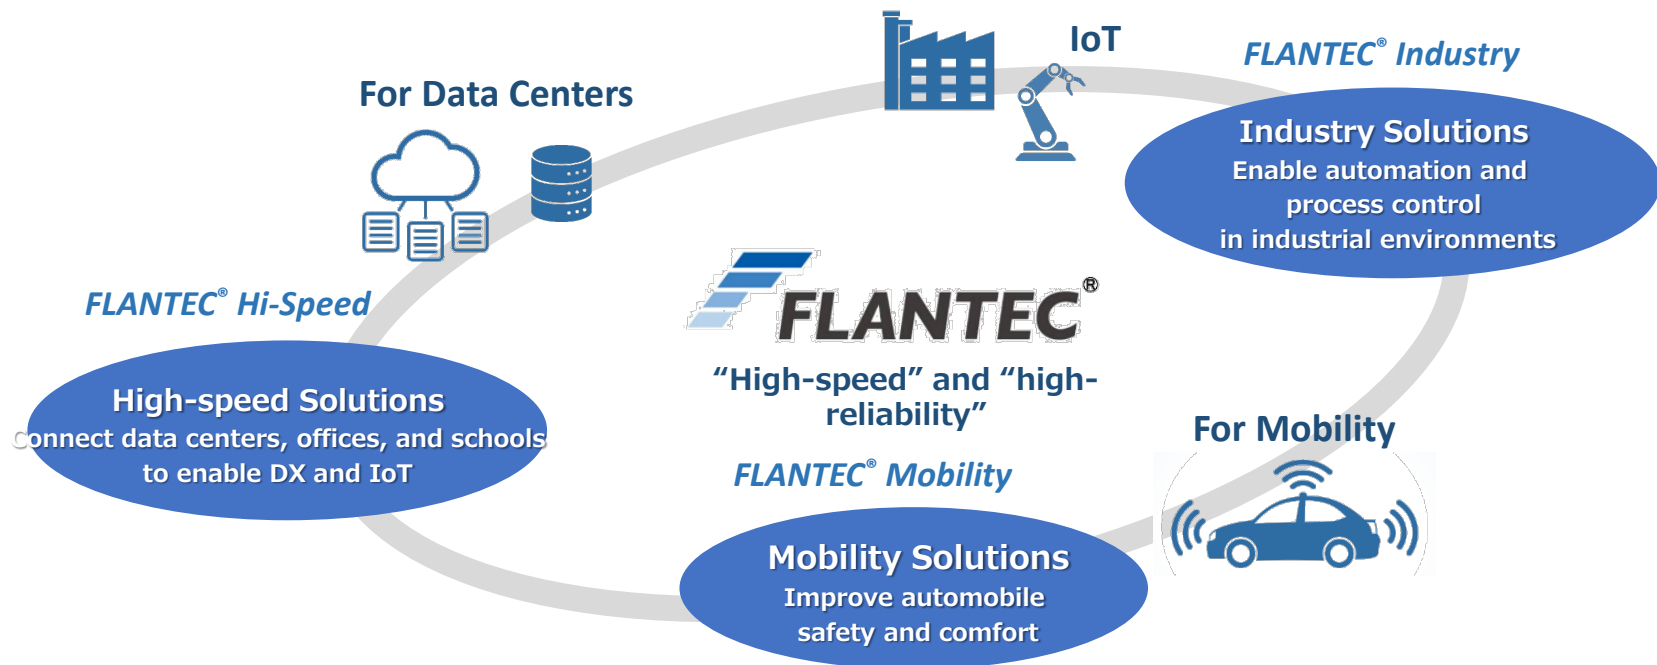 IoT
FLANTEC® Industry
For Data Centers
Industry Solutions
Enable automation and
process control
in industrial environments
FLANTEC®
FLANTEC® Hi-Speed
“High-speed” and “high-
reliability”
High-speed Solutions
Connect data centers, offices, and schools
to enable DX and IoT
For Mobility
FLANTEC® Mobility
Mobility Solutions
Improve automobile
safety and comfort